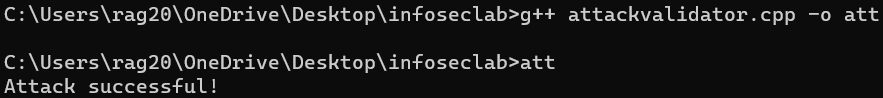 C:\Users\rag20\OneDrive\Desktop\infoseclab>g++ attackvalidator.cpp -o att
C:\Users\rag20\OneDrive\Desktop\infoseclab>att
Attack successful!